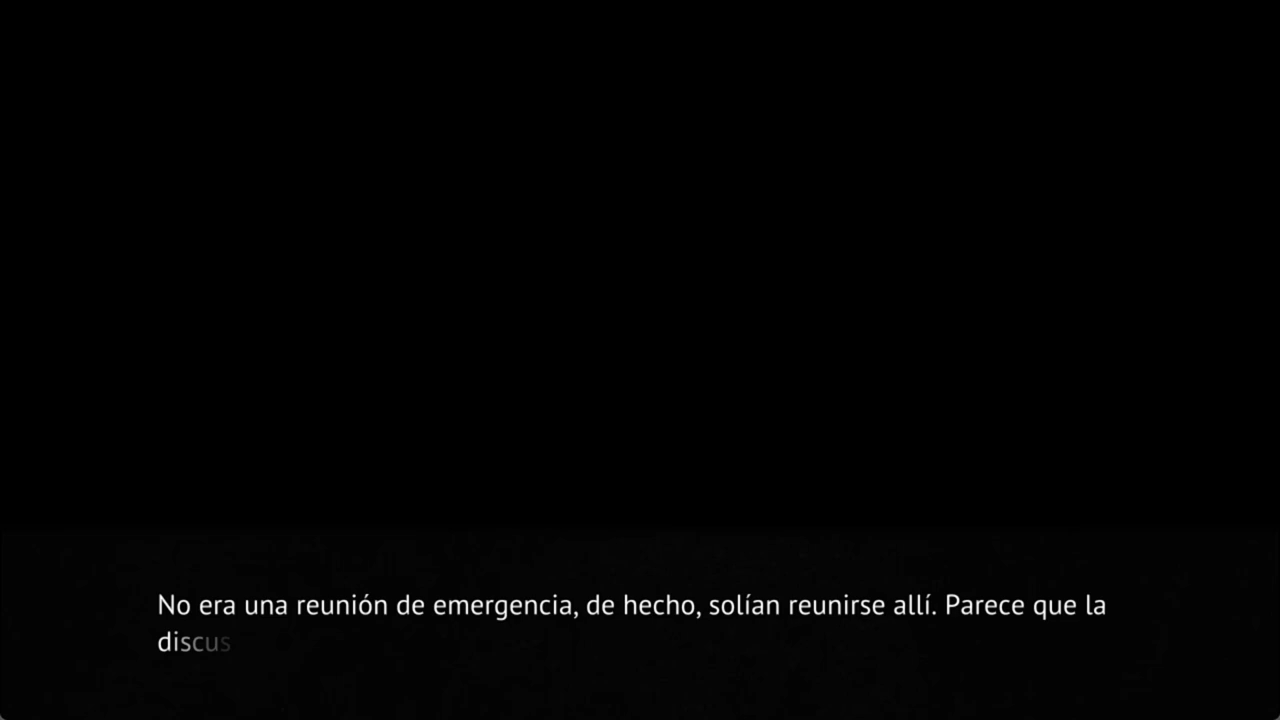 No era una reunión de emergencia, de hecho, solían reunirse allí. Parece que la
discus